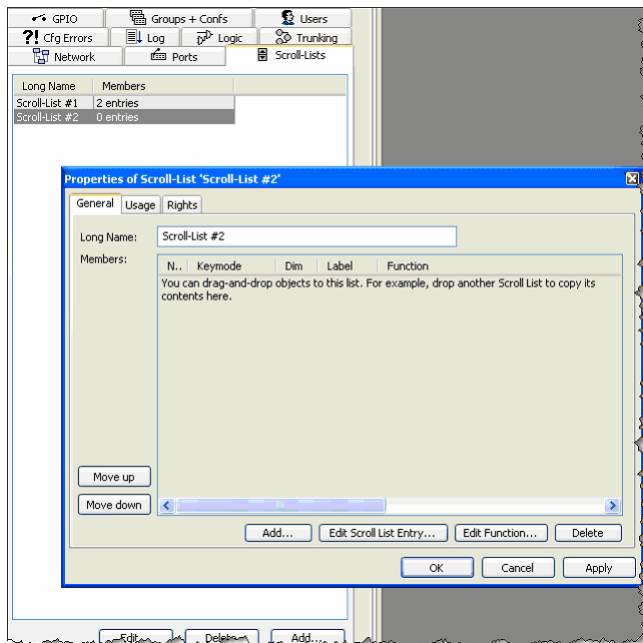 GPIO Groups + Confs Users
?! Cfg Errors Log Logic Trunking
Network Ports Scroll-Lists
Long Name Members
Scroll-List #1 2 entries
Scroll-List #2 0 entries
Properties of Scroll-List 'Scroll-List #2'
General Usage Rights
Long Name: Scroll-List #2
Members:
N.. Keymode Dim Label Function
You can drag-and-drop objects to this list. For example, drop another Scroll List to copy its
contents here.
Move up
Move down
Add... Edit Scroll List Entry... Edit Function... Delete
OK Cancel Apply
Edit... Delete Add...